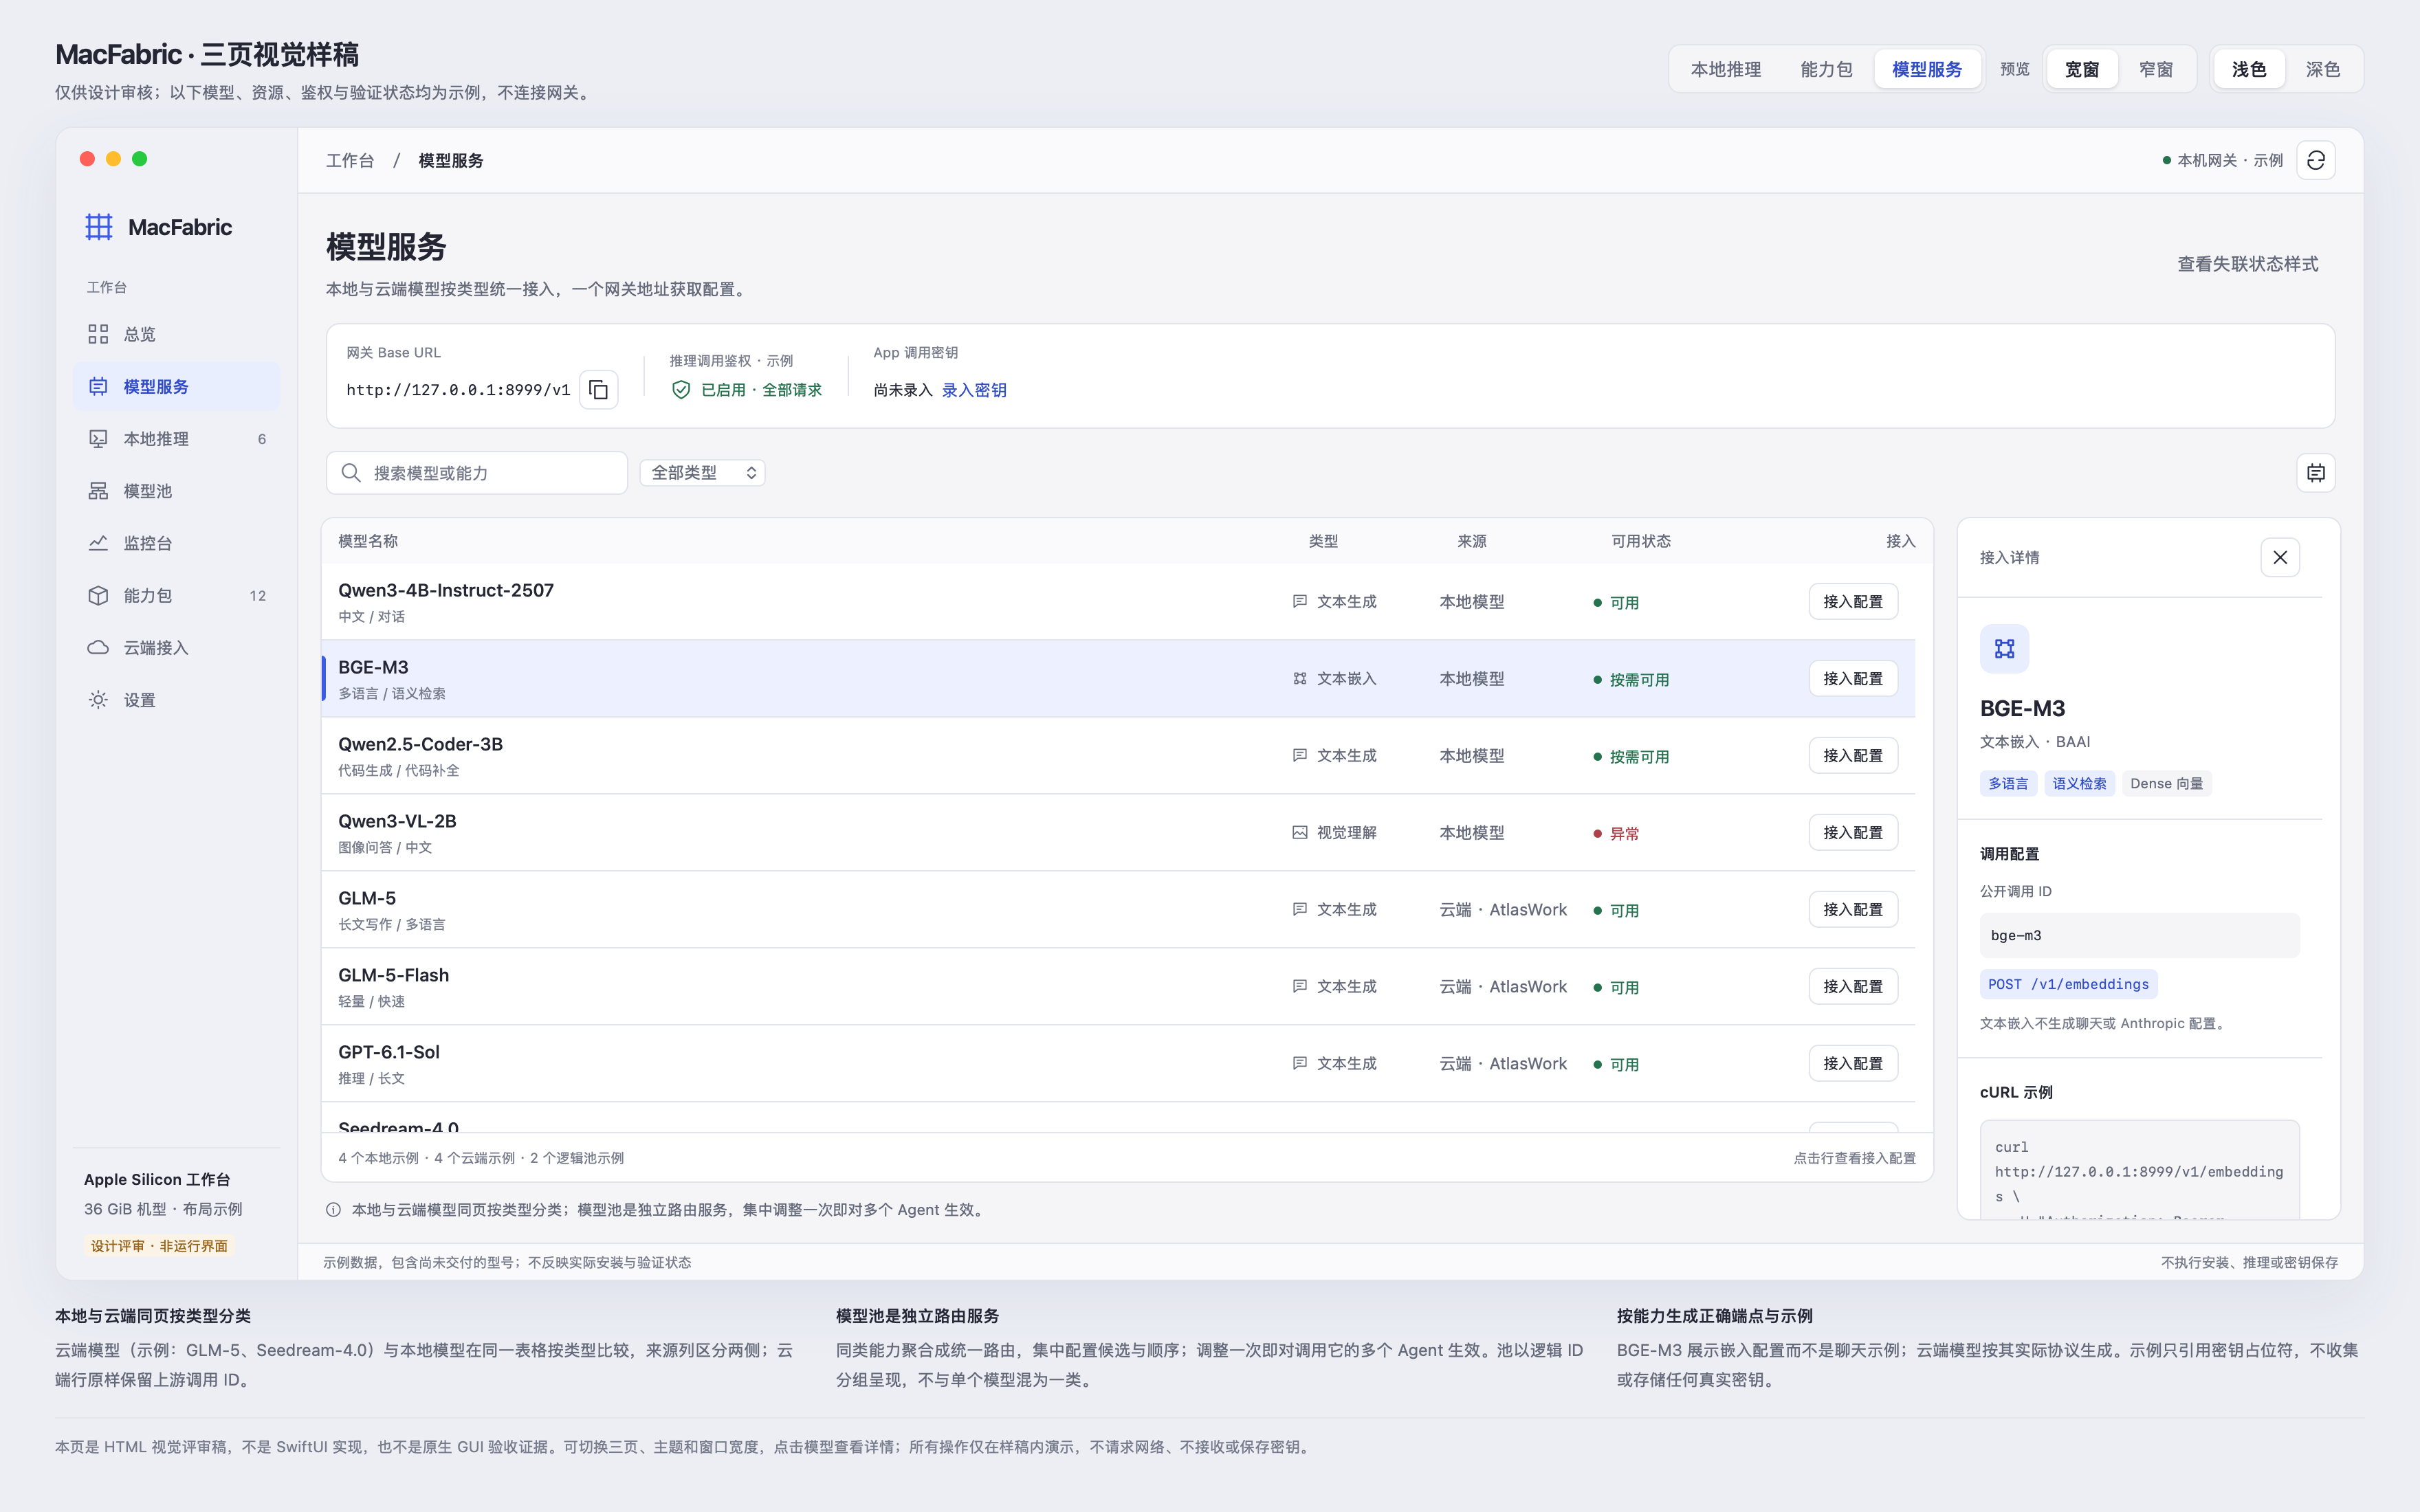 MacFabric · 三页视觉样稿
仅供设计审核；以下模型、资源、鉴权与验证状态均为示例，不连接网关。
本地推理 能力包 模型服务 预览 宽窗 窄窗 浅色 深色
MacFabric
工作台
总览
模型服务
本地推理 6
模型池
监控台
能力包 12
云端接入
设置
Apple Silicon 工作台
36 GiB 机型 · 布局示例
设计评审 · 非运行界面
工作台 / 模型服务
本机网关 · 示例
模型服务
本地与云端模型按类型统一接入，一个网关地址获取配置。
查看失联状态样式
网关 Base URL
http://127.0.0.1:8999/v1
推理调用鉴权 · 示例
已启用 · 全部请求
App 调用密钥
尚未录入 录入密钥
搜索模型或能力
全部类型
模型名称 类型 来源 可用状态 接入
Qwen3-4B-Instruct-2507
中文 / 对话
文本生成 本地模型 可用 接入配置
BGE-M3
多语言 / 语义检索
文本嵌入 本地模型 按需可用 接入配置
Qwen2.5-Coder-3B
代码生成 / 代码补全
文本生成 本地模型 按需可用 接入配置
Qwen3-VL-2B
图像问答 / 中文
视觉理解 本地模型 异常 接入配置
GLM-5
长文写作 / 多语言
文本生成 云端 · AtlasWork 可用 接入配置
GLM-5-Flash
轻量 / 快速
文本生成 云端 · AtlasWork 可用 接入配置
GPT-6.1-Sol
推理 / 长文
文本生成 云端 · AtlasWork 可用 接入配置
Seedream-4.0
4 个本地示例 · 4 个云端示例 · 2 个逻辑池示例
点击行查看接入配置
本地与云端模型同页按类型分类；模型池是独立路由服务，集中调整一次即对多个 Agent 生效。
接入详情
BGE-M3
文本嵌入 · BAAI
多语言 语义检索 Dense 向量
调用配置
公开调用 ID
bge-m3
POST /v1/embeddings
文本嵌入不生成聊天或 Anthropic 配置。
cURL 示例
curl
http://127.0.0.1:8999/v1/embedding
s \
-H "Authorization: Bearer
示例数据，包含尚未交付的型号；不反映实际安装与验证状态
不执行安装、推理或密钥保存
本地与云端同页按类型分类
云端模型（示例：GLM-5、Seedream-4.0）与本地模型在同一表格按类型比较，来源列区分两侧；云
端行原样保留上游调用 ID。
模型池是独立路由服务
同类能力聚合成统一路由，集中配置候选与顺序；调整一次即对调用它的多个 Agent 生效。池以逻辑 ID
分组呈现，不与单个模型混为一类。
按能力生成正确端点与示例
BGE-M3 展示嵌入配置而不是聊天示例；云端模型按其实际协议生成。示例只引用密钥占位符，不收集
或存储任何真实密钥。
本页是 HTML 视觉评审稿，不是 SwiftUI 实现，也不是原生 GUI 验收证据。可切换三页、主题和窗口宽度，点击模型查看详情；所有操作仅在样稿内演示，不请求网络、不接收或保存密钥。